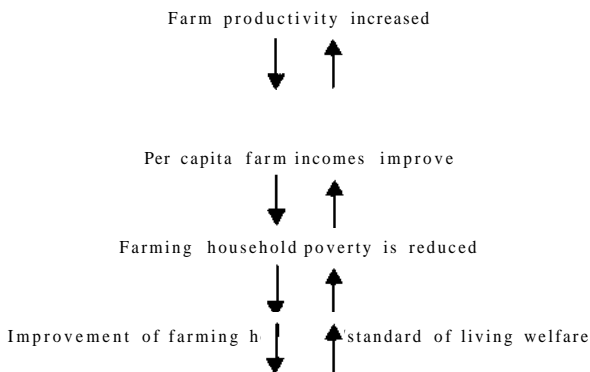 Farm productivity increased
Per capita farm incomes improve
Farming household poverty is reduced
Improvement of farming /standard of living welfare